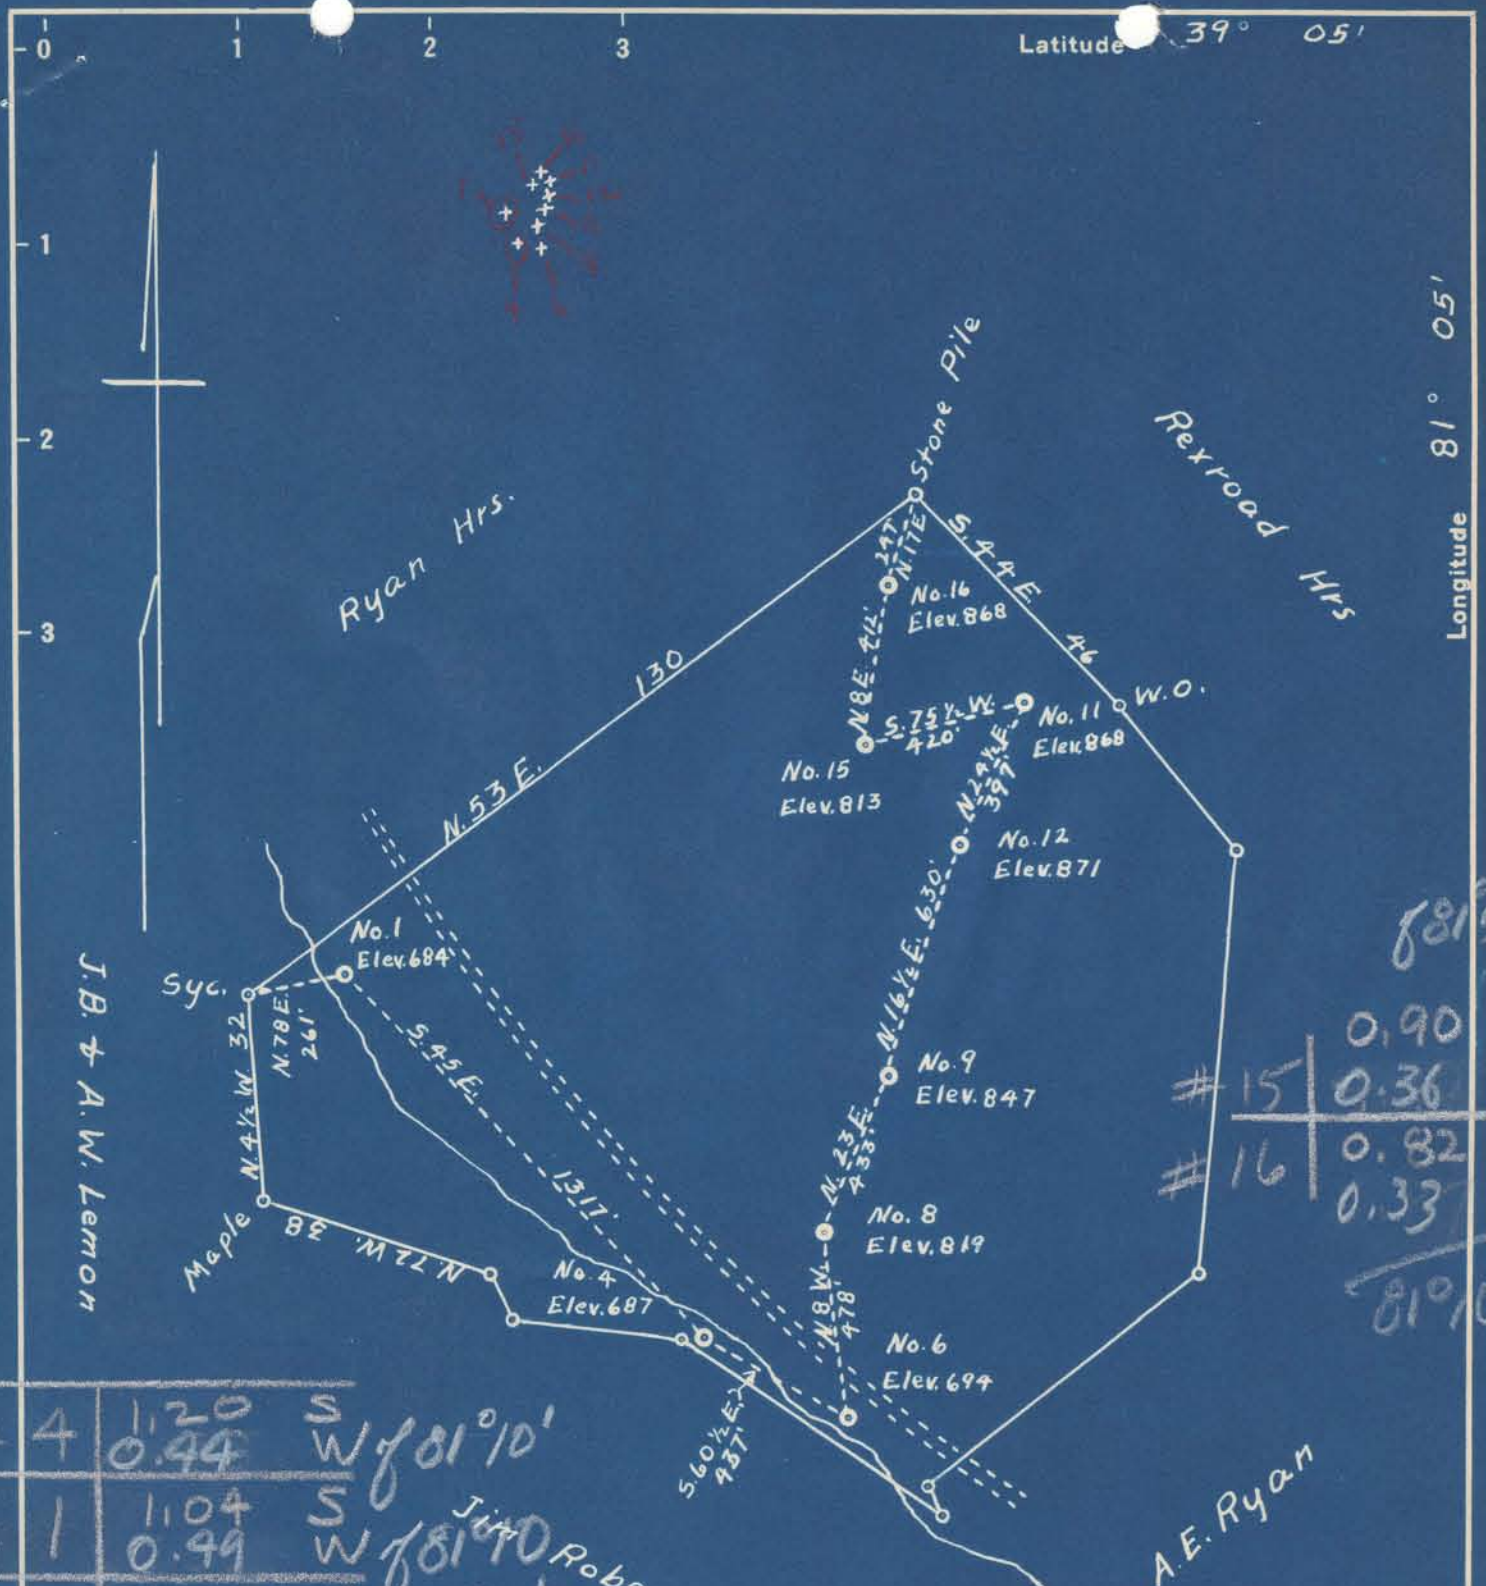 0 1 2 3 Latitude 39° 05'
1
2
3
81° 05'
Longitude
Stone Pile
Rexroad Hrs
Ryan Hrs.
S. 44 E.
46
W.O.
247'
N.17E.
No.16
Elev.868
N8E. 412'
S.75½ W.
420'
No.11
Elev.868
130
N.53 E.
No.15
Elev.813
N.24½E.
397'
No.12
Elev.871
No.1
Elev.684
Syc.
N.78E.
261'
N.4½W 32
J.B. & A.W. Lemon
S.45E.
1317'
N.16½E. 630'
No.9
Elev.847
N. 23E.
433'
No. 8
Elev.819
N8W.
478'
Maple
N.72W. 38
No.4
Elev.687
No.6
Elev.694
S.60½E.
437'
0.90
#15 0.36
#16 0.82
0.33
4 1.20 S
0.44 W of 81°10'
1 1.04 S
0.49 W of 81°10
Jim
A.E. Ryan